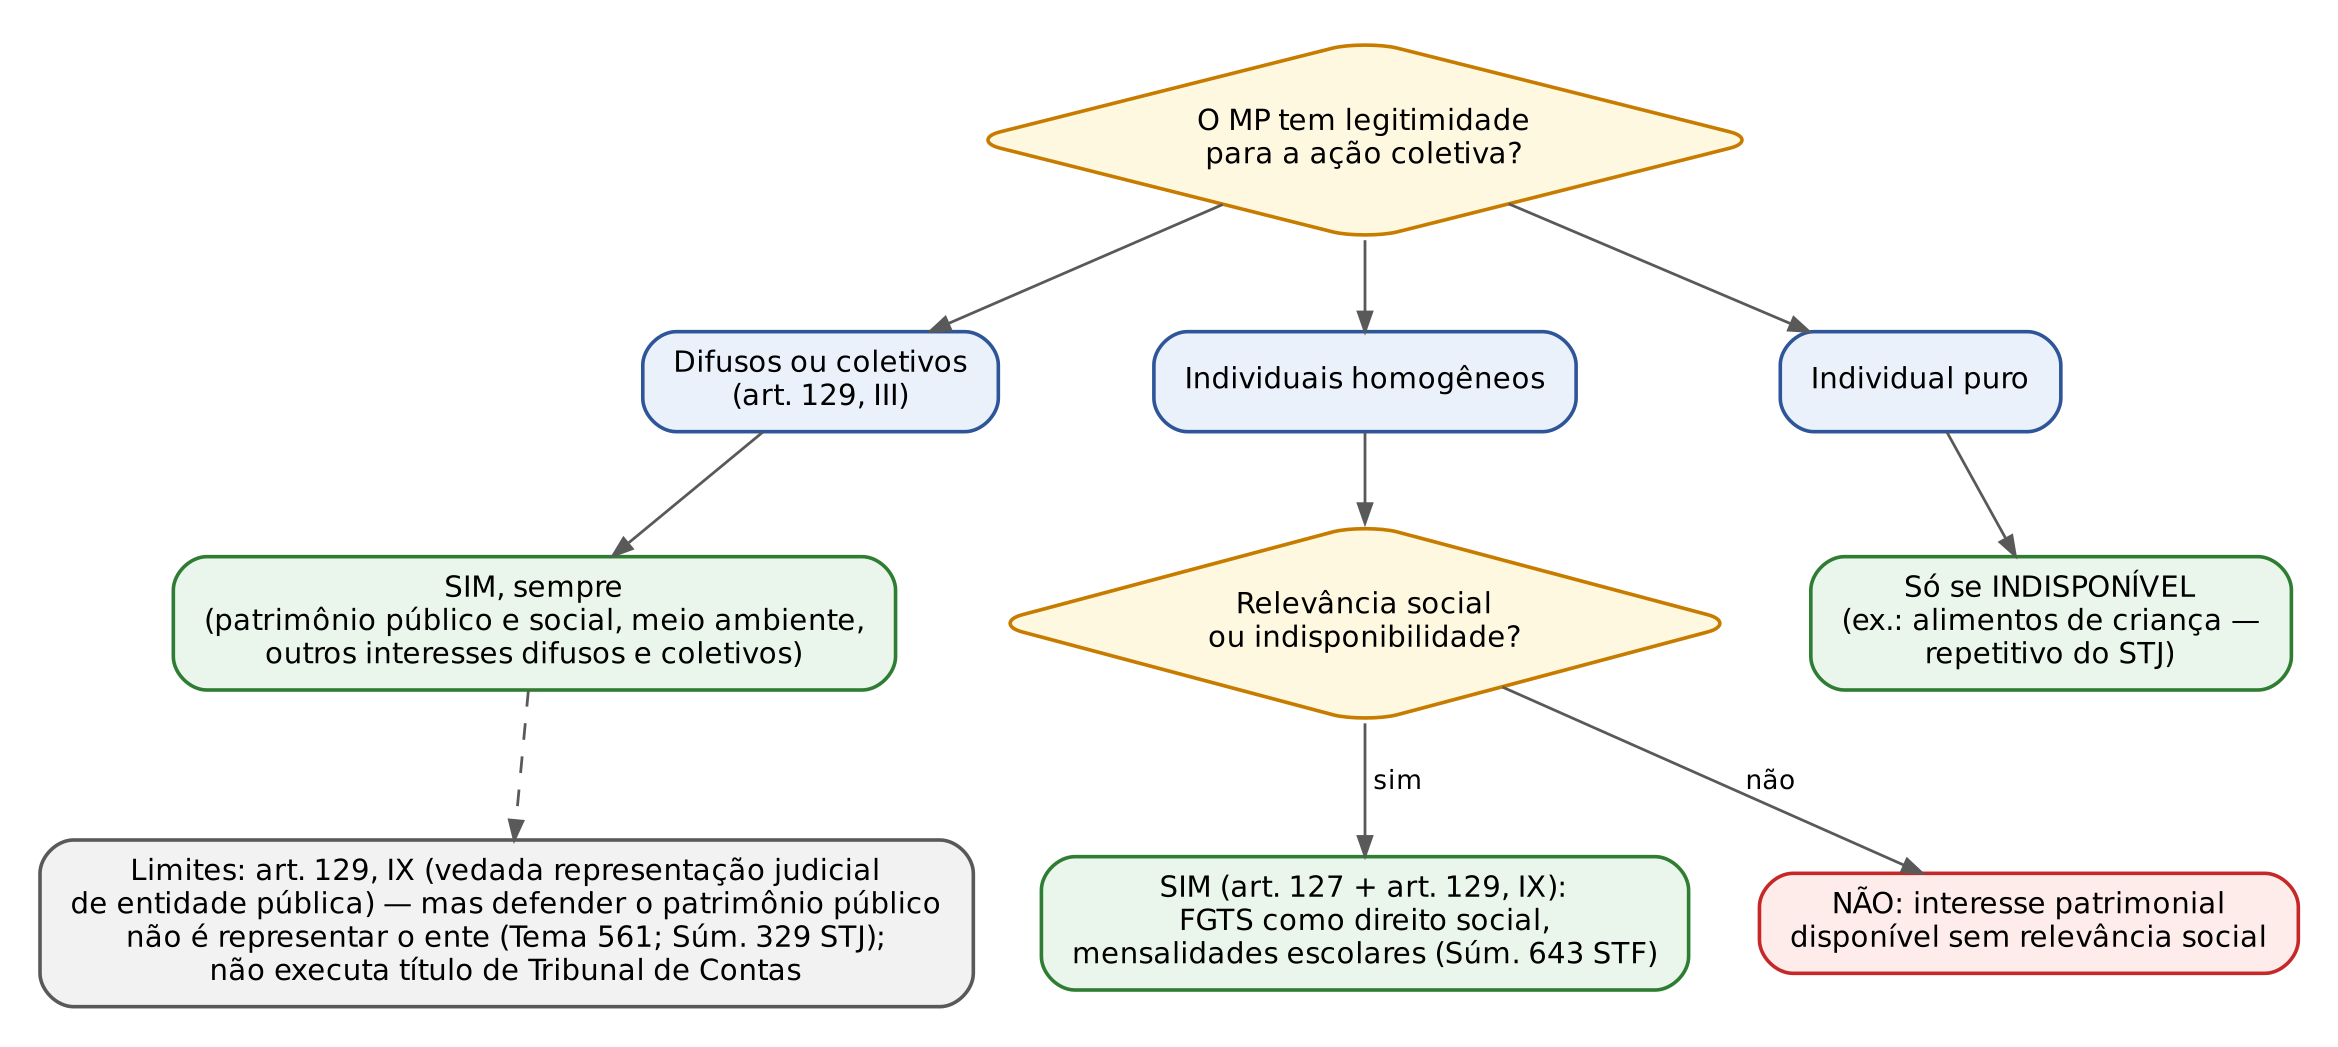 O MP tem legitimidade
para a ação coletiva?
Difusos ou coletivos
(art. 129, III)
Individuais homogêneos
Individual puro
SIM, sempre
(patrimônio público e social, meio ambiente,
outros interesses difusos e coletivos)
Relevância social
ou indisponibilidade?
Só se INDISPONÍVEL
(ex.: alimentos de criança —
repetitivo do STJ)
sim
não
Limites: art. 129, IX (vedada representação judicial
de entidade pública) — mas defender o patrimônio público
não é representar o ente (Tema 561; Súm. 329 STJ);
não executa título de Tribunal de Contas
SIM (art. 127 + art. 129, IX):
FGTS como direito social,
mensalidades escolares (Súm. 643 STF)
NÃO: interesse patrimonial
disponível sem relevância social